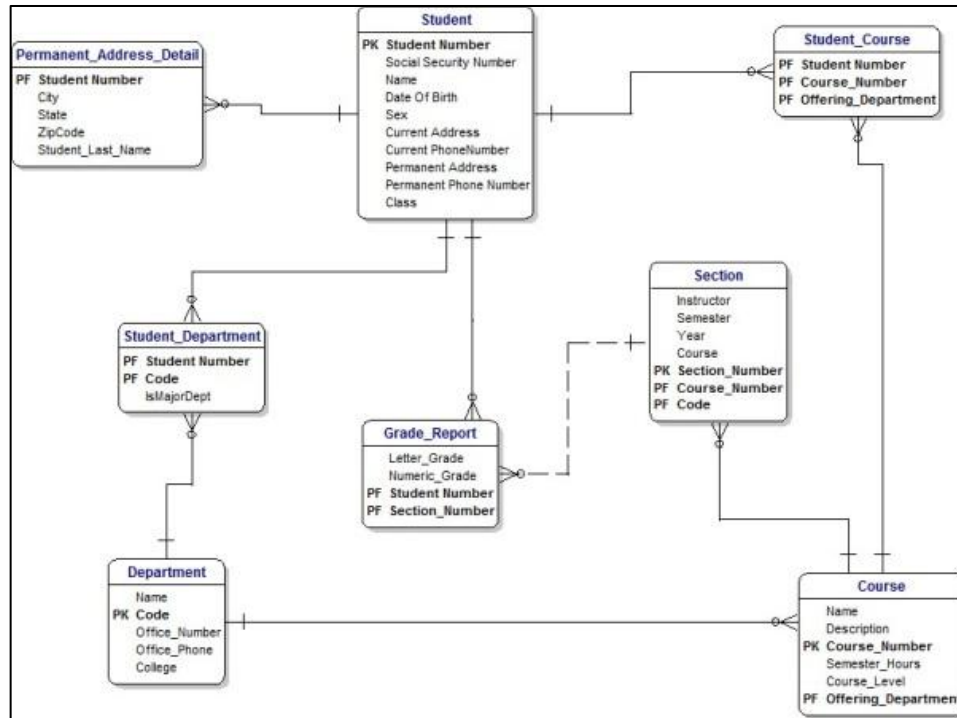 Student
PK Student Number
Social Security Number
Name
Date Of Birth
Sex
Current Address
Current PhoneNumber
Permanent Address
Permanent Phone Number
Class
Permanent_Address_Detail
PF Student Number
City
State
ZipCode
Student_Last_Name
Student_Course
PF Student Number
PF Course_Number
PF Offering_Department
Section
Instructor
Semester
Year
Course
PK Section_Number
PF Course_Number
PF Code
Student_Department
PF Student Number
PF Code
IsMajorDept
Grade_Report
Letter_Grade
Numeric_Grade
PF Student Number
PF Section_Number
Department
Name
PK Code
Office_Number
Office_Phone
College
Course
Name
Description
PK Course_Number
Semester_Hours
Course_Level
PF Offering_Department